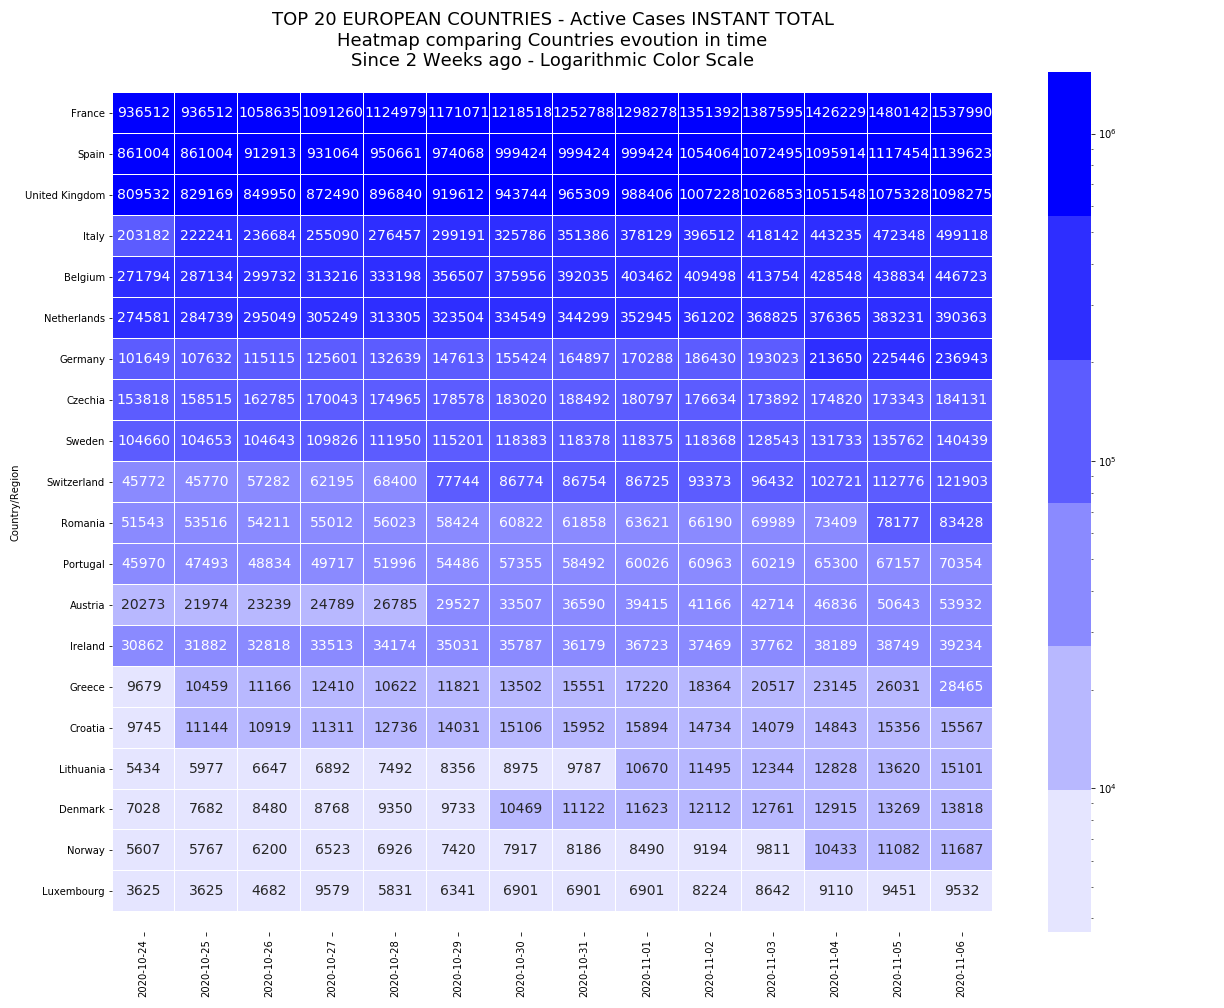 TOP 20 EUROPEAN COUNTRIES - Active Cases INSTANT TOTAL
Heatmap comparing Countries evoution in time
Since 2 Weeks ago - Logarithmic Color Scale
Country/Region
France 936512 936512 1058635 1091260 1124979 1171071 1218518 1252788 1298278 1351392 1387595 1426229 1480142 1537990
Spain 861004 861004 912913 931064 950661 974068 999424 999424 999424 1054064 1072495 1095914 1117454 1139623
United Kingdom 809532 829169 849950 872490 896840 919612 943744 965309 988406 1007228 1026853 1051548 1075328 1098275
Italy 203182 222241 236684 255090 276457 299191 325786 351386 378129 396512 418142 443235 472348 499118
Belgium 271794 287134 299732 313216 333198 356507 375956 392035 403462 409498 413754 428548 438834 446723
Netherlands 274581 284739 295049 305249 313305 323504 334549 344299 352945 361202 368825 376365 383231 390363
Germany 101649 107632 115115 125601 132639 147613 155424 164897 170288 186430 193023 213650 225446 236943
Czechia 153818 158515 162785 170043 174965 178578 183020 188492 180797 176634 173892 174820 173343 184131
Sweden 104660 104653 104643 109826 111950 115201 118383 118378 118375 118368 128543 131733 135762 140439
Switzerland 45772 45770 57282 62195 68400 77744 86774 86754 86725 93373 96432 102721 112776 121903
Romania 51543 53516 54211 55012 56023 58424 60822 61858 63621 66190 69989 73409 78177 83428
Portugal 45970 47493 48834 49717 51996 54486 57355 58492 60026 60963 60219 65300 67157 70354
Austria 20273 21974 23239 24789 26785 29527 33507 36590 39415 41166 42714 46836 50643 53932
Ireland 30862 31882 32818 33513 34174 35031 35787 36179 36723 37469 37762 38189 38749 39234
Greece 9679 10459 11166 12410 10622 11821 13502 15551 17220 18364 20517 23145 26031 28465
Croatia 9745 11144 10919 11311 12736 14031 15106 15952 15894 14734 14079 14843 15356 15567
Lithuania 5434 5977 6647 6892 7492 8356 8975 9787 10670 11495 12344 12828 13620 15101
Denmark 7028 7682 8480 8768 9350 9733 10469 11122 11623 12112 12761 12915 13269 13818
Norway 5607 5767 6200 6523 6926 7420 7917 8186 8490 9194 9811 10433 11082 11687
Luxembourg 3625 3625 4682 9579 5831 6341 6901 6901 6901 8224 8642 9110 9451 9532
2020-10-24 2020-10-25 2020-10-26 2020-10-27 2020-10-28 2020-10-29 2020-10-30 2020-10-31 2020-11-01 2020-11-02 2020-11-03 2020-11-04 2020-11-05 2020-11-06
10⁶
10⁵
10⁴